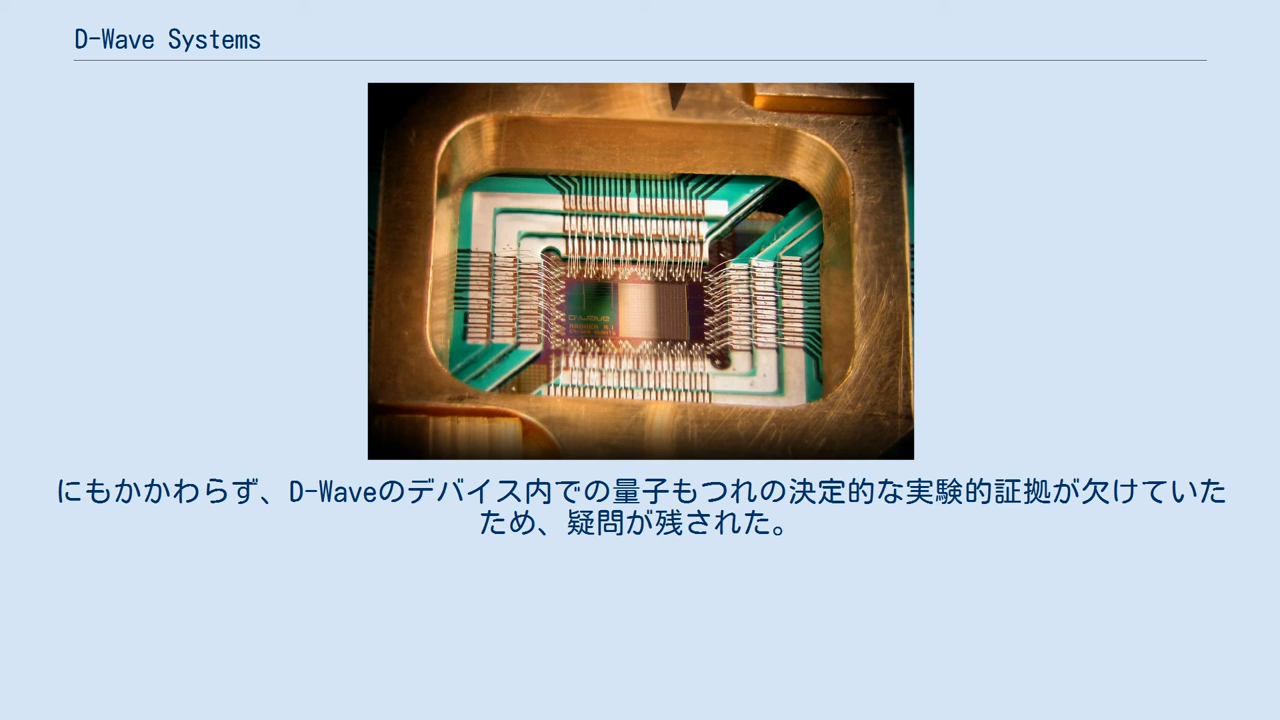 D-Wave Systems
D-wave
にもかかわらず、D-Waveのデバイス内での量子もつれの決定的な実験的証拠が欠けていた
ため、疑問が残された。